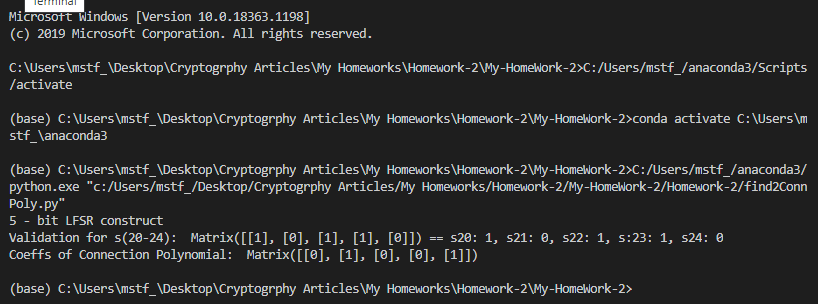 Terminal
Microsoft Windows [Version 10.0.18363.1198]
(c) 2019 Microsoft Corporation. All rights reserved.
C:\Users\mstf_\Desktop\Cryptogrphy Articles\My Homeworks\Homework-2\My-HomeWork-2>C:/Users/mstf_/anaconda3/Scripts
/activate
(base) C:\Users\mstf_\Desktop\Cryptogrphy Articles\My Homeworks\Homework-2\My-HomeWork-2>conda activate C:\Users\m
stf_\anaconda3
(base) C:\Users\mstf_\Desktop\Cryptogrphy Articles\My Homeworks\Homework-2\My-HomeWork-2>C:/Users/mstf_/anaconda3/
python.exe "c:/Users/mstf_/Desktop/Cryptogrphy Articles/My Homeworks/Homework-2/My-HomeWork-2/Homework-2/find2Conn
Poly.py"
5 - bit LFSR construct
Validation for s(20-24):  Matrix([[1], [0], [1], [1], [0]]) == s20: 1, s21: 0, s22: 1, s:23: 1, s24: 0
Coeffs of Connection Polynomial:  Matrix([[0], [1], [0], [0], [1]])
(base) C:\Users\mstf_\Desktop\Cryptogrphy Articles\My Homeworks\Homework-2\My-HomeWork-2>